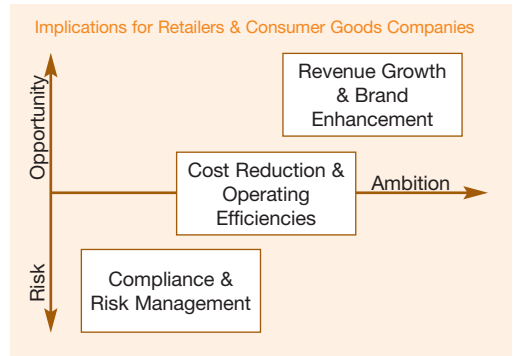 Implications for Retailers & Consumer Goods Companies
Revenue Growth
& Brand
Enhancement
Opportunity
Cost Reduction &
Operating
Efficiencies
Ambition
Risk
Compliance &
Risk Management